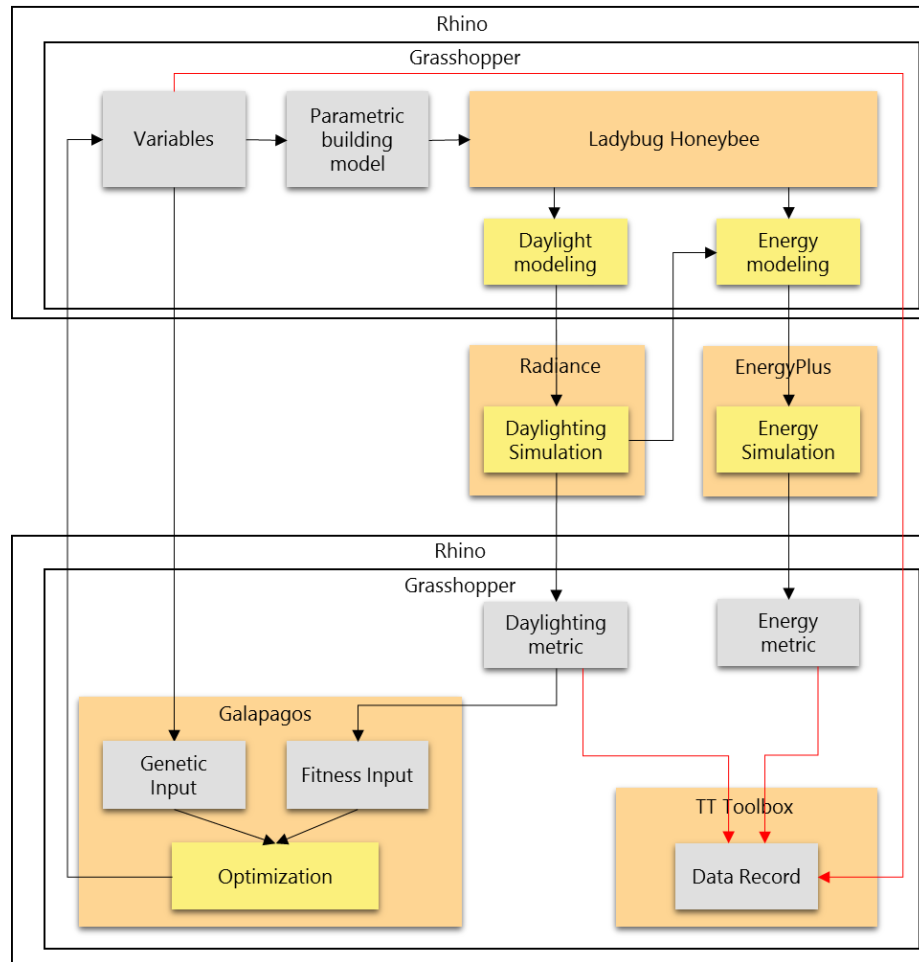 Rhino
Grasshopper
Variables
Parametric
building
model
Ladybug Honeybee
Daylight
modeling
Energy
modeling
Radiance
EnergyPlus
Daylighting
Simulation
Energy
Simulation
Rhino
Grasshopper
Daylighting
metric
Energy
metric
Galapagos
Genetic
Input
Fitness Input
TT Toolbox
Optimization
Data Record